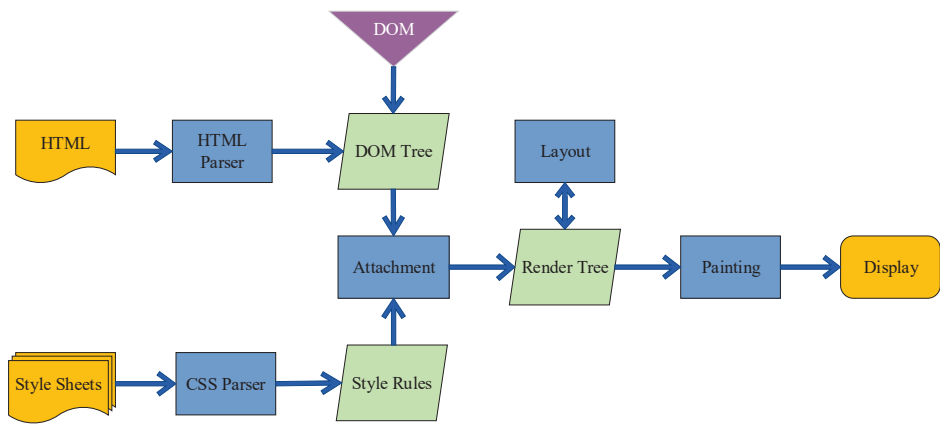 DOM
HTML
HTML
Parser
DOM Tree
Layout
Attachment
Render Tree
Painting
Display
Style Sheets
CSS Parser
Style Rules